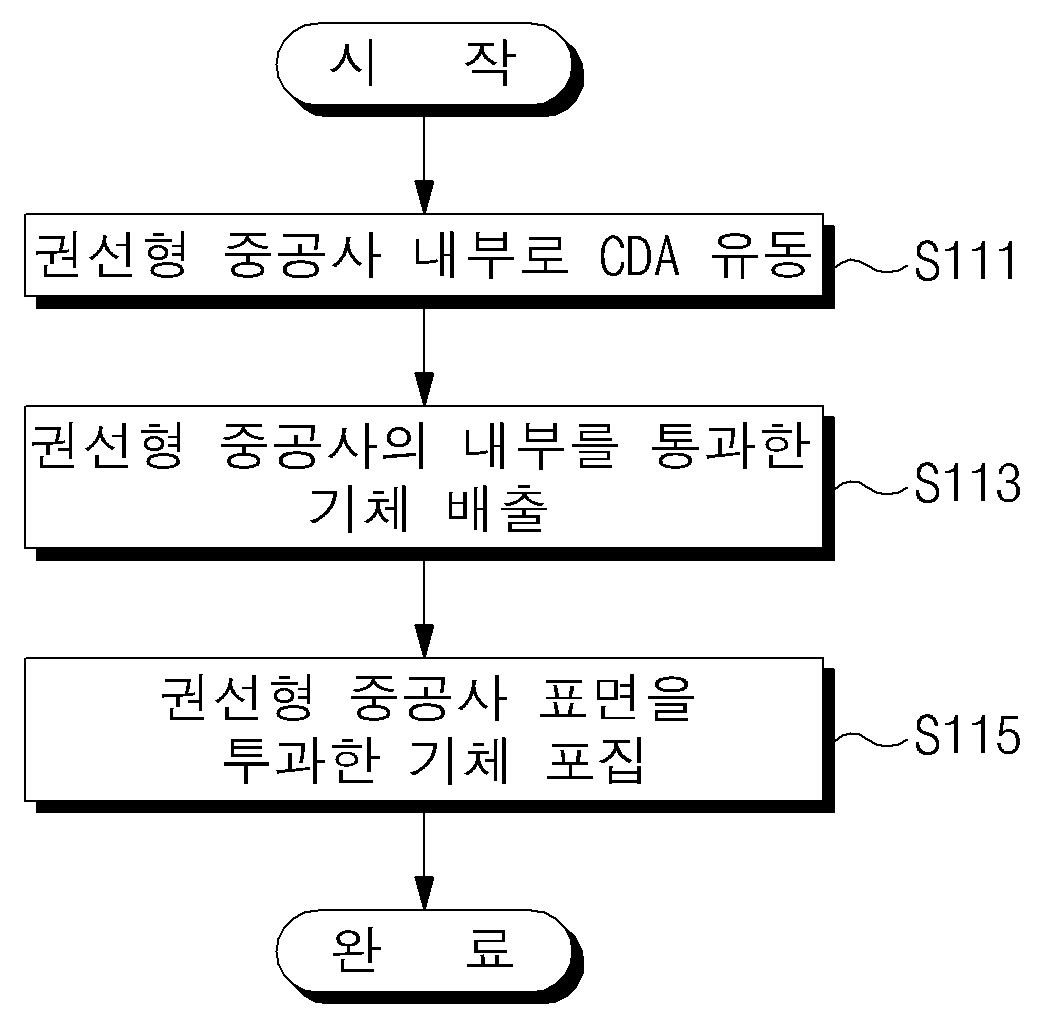 시 작
권선형 중공사 내부로 CDA 유동
S111
권선형 중공사의 내부를 통과한
기체 배출
S113
권선형 중공사 표면을
투과한 기체 포집
S115
완 료